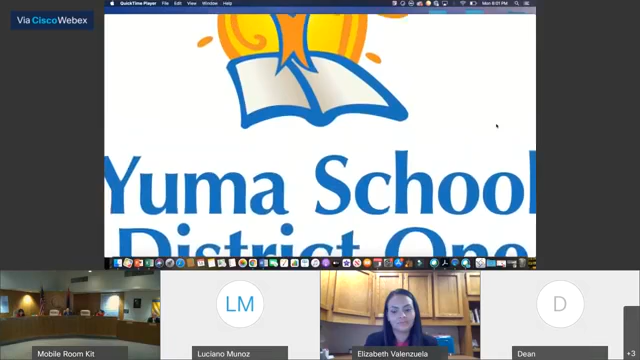 Via Cisco Webex
QuickTime Player File Edit View Window Help
Mon 6:01 PM
Yuma School
District One
LM
D
Mobile Room Kit
Luciano Munoz
Elizabeth Valenzuela
Dean
+3